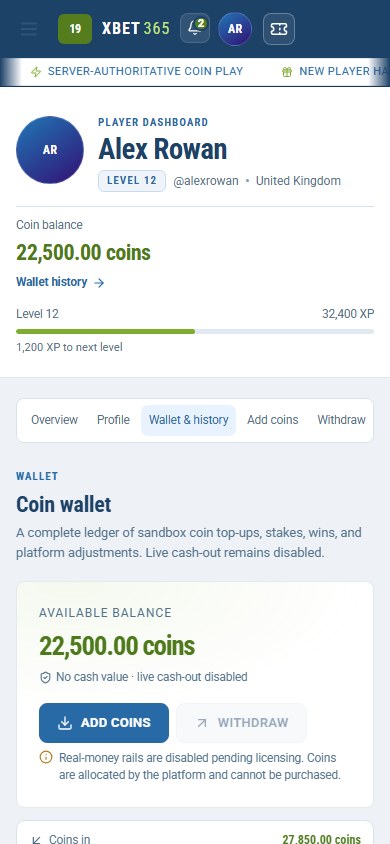 19 XBET 365 2 AR
SERVER-AUTHORITATIVE COIN PLAY NEW PLAYER HA
AR
PLAYER DASHBOARD
Alex Rowan
LEVEL 12 @alexrowan • United Kingdom
Coin balance
22,500.00 coins
Wallet history →
Level 12 32,400 XP
1,200 XP to next level
Overview Profile Wallet & history Add coins Withdraw
WALLET
Coin wallet
A complete ledger of sandbox coin top-ups, stakes, wins, and
platform adjustments. Live cash-out remains disabled.
AVAILABLE BALANCE
22,500.00 coins
No cash value · live cash-out disabled
ADD COINS WITHDRAW
Real-money rails are disabled pending licensing. Coins
are allocated by the platform and cannot be purchased.
Coins in 27,850.00 coins